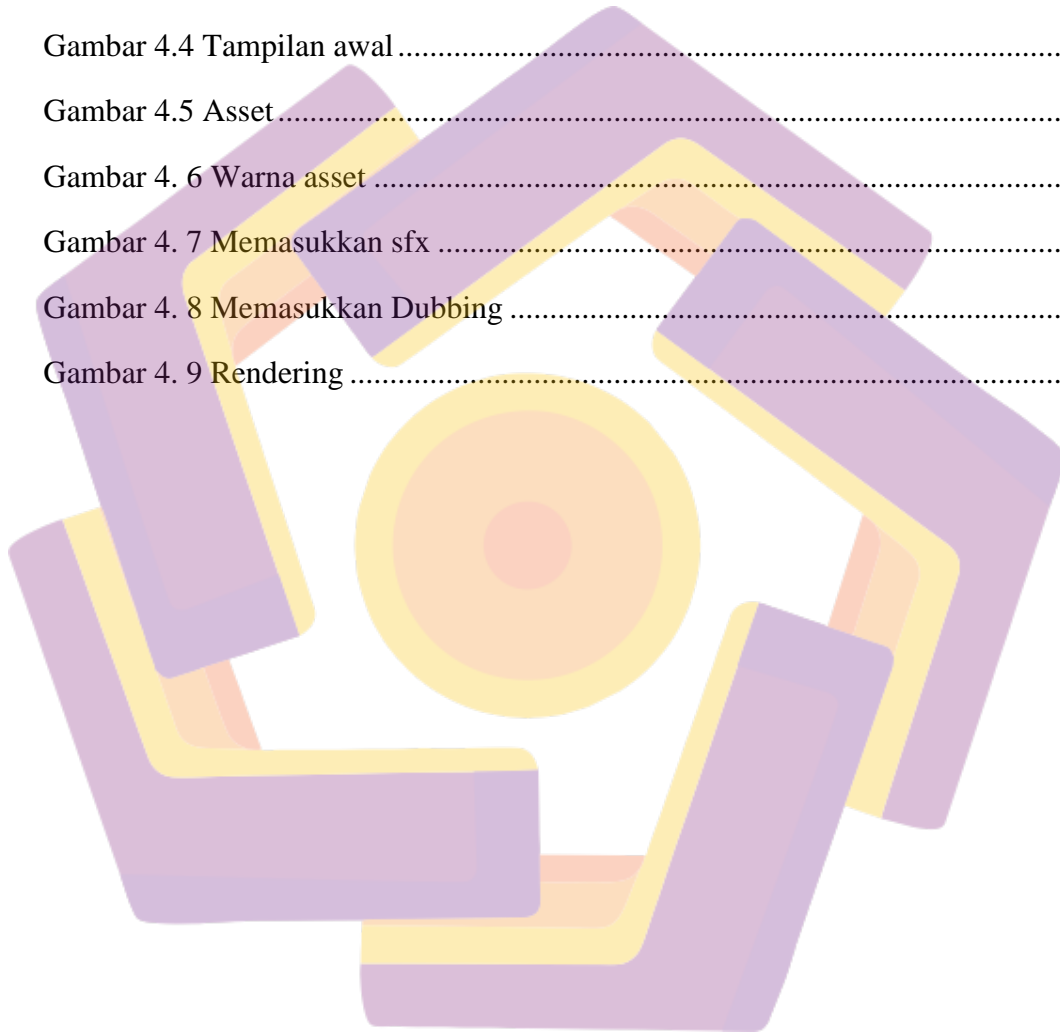 Gambar 4.4 Tampilan awal....................................................................................
Gambar 4.5 Asset....................................................................................................
Gambar 4. 6 Warna asset .......................................................................................
Gambar 4. 7 Memasukkan sfx ...............................................................................
Gambar 4. 8 Memasukkan Dubbing ......................................................................
Gambar 4. 9 Rendering ..........................................................................................